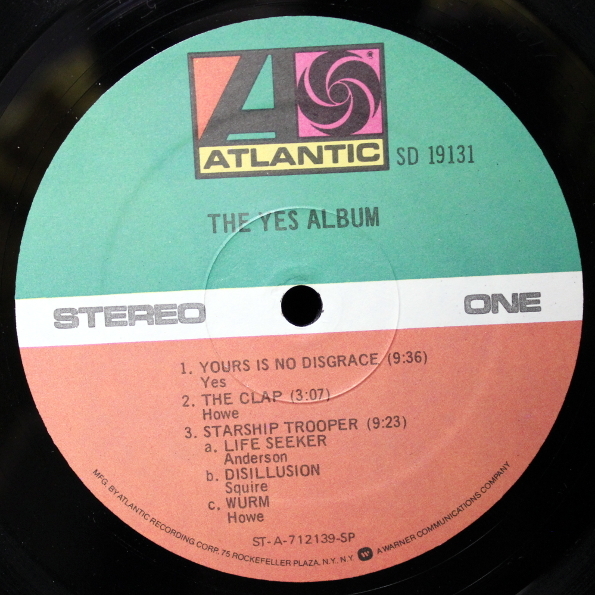 ATLANTIC
SD 19131
THE YES ALBUM
STEREO
ONE
1. YOURS IS NO DISGRACE (9:36)
Yes
2. THE CLAP (3:07)
Howe
3. STARSHIP TROOPER (9:23)
a. LIFE SEEKER
Anderson
b. DISILLUSION
Squire
c. WURM
Howe
ST-A-712139-SP
MFG. BY ATLANTIC RECORDING CORP. 75 ROCKEFELLER PLAZA, N.Y. N.Y. A WARNER COMMUNICATIONS COMPANY